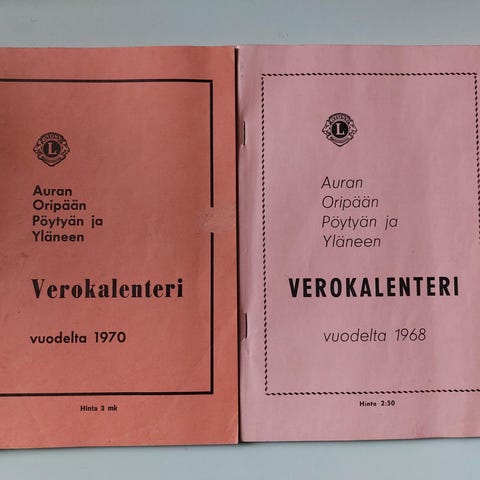 L
Auran
Oripään
Pöytyän ja
Yläneen
Verokalenteri
vuodelta 1970
Hinta 3 mk
L
Auran
Oripään
Pöytyän ja
Yläneen
VEROKALENTERI
vuodelta 1968
Hinta 2:50